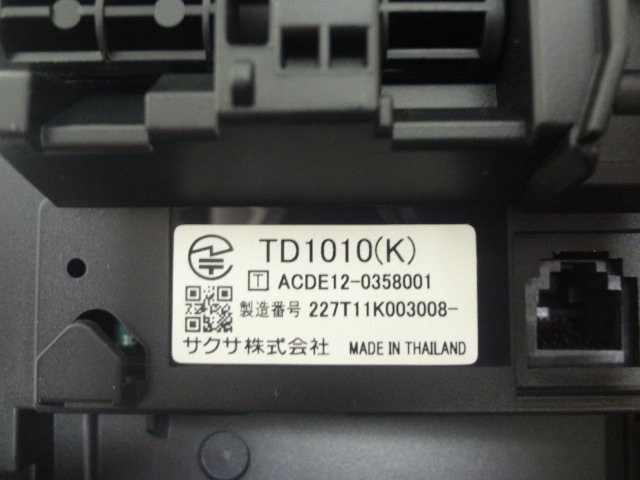 TD1010(K)
T ACDE12-0358001
製造番号 227T11K003008-
サクサ株式会社 MADE IN THAILAND